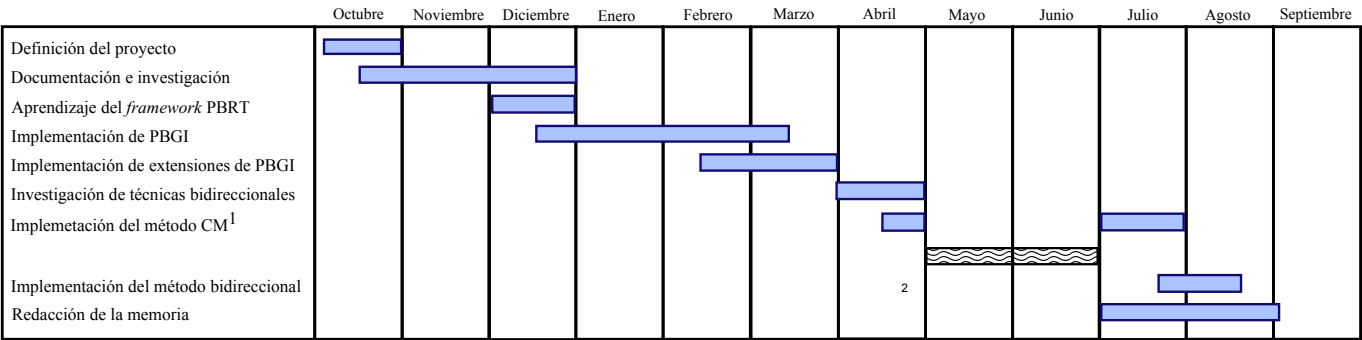 Octubre Noviembre Diciembre Enero Febrero Marzo Abril Mayo Junio Julio Agosto Septiembre
Definición del proyecto
Documentación e investigación
Aprendizaje del framework PBRT
Implementación de PBGI
Implementación de extensiones de PBGI
Investigación de técnicas bidireccionales
Implemetación del método CM1
Implementación del método bidireccional 2
Redacción de la memoria